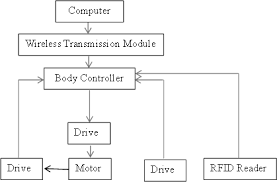 Computer
Wireless Transmission Module
Body Controller
Drive
Drive
Motor
Drive
RFID Reader